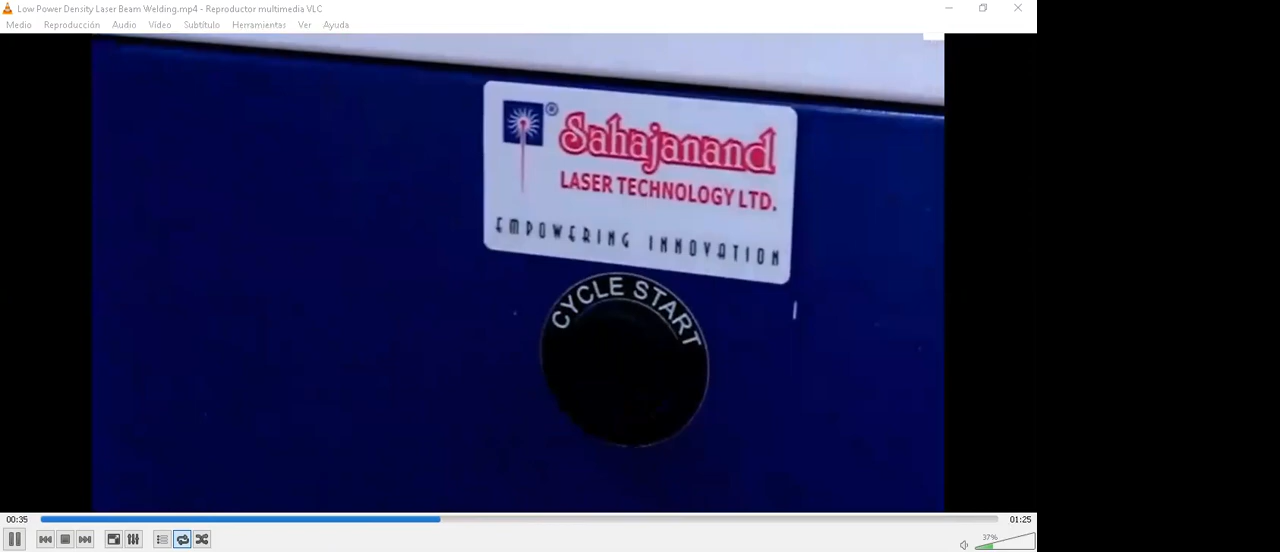 Low Power Density Laser Beam Welding.mp4 - Reproductor multimedia VLC
Medio Reproducción Audio Vídeo Subtítulo Herramientas Ver Ayuda
®
Sahajanand
LASER TECHNOLOGY LTD.
EMPOWERING INNOVATION
CYCLE START
00:35 01:25
37%